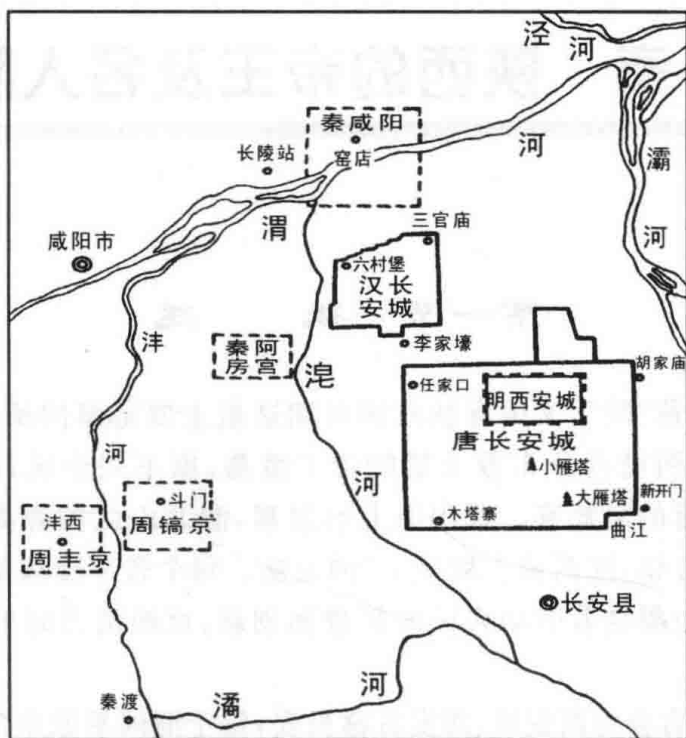 泾河
秦咸阳
长陵站
窑店
河
灞
渭
三官庙
河
咸阳市
六村堡
汉长
安城
沣
秦阿
房宫
李家壕
皂
任家口
明西安城
胡家庙
唐长安城
小雁塔
河
斗门
大雁塔
新开门
沣西
周镐京
河
木塔寨
曲江
周丰京
长安县
秦渡
潏
河